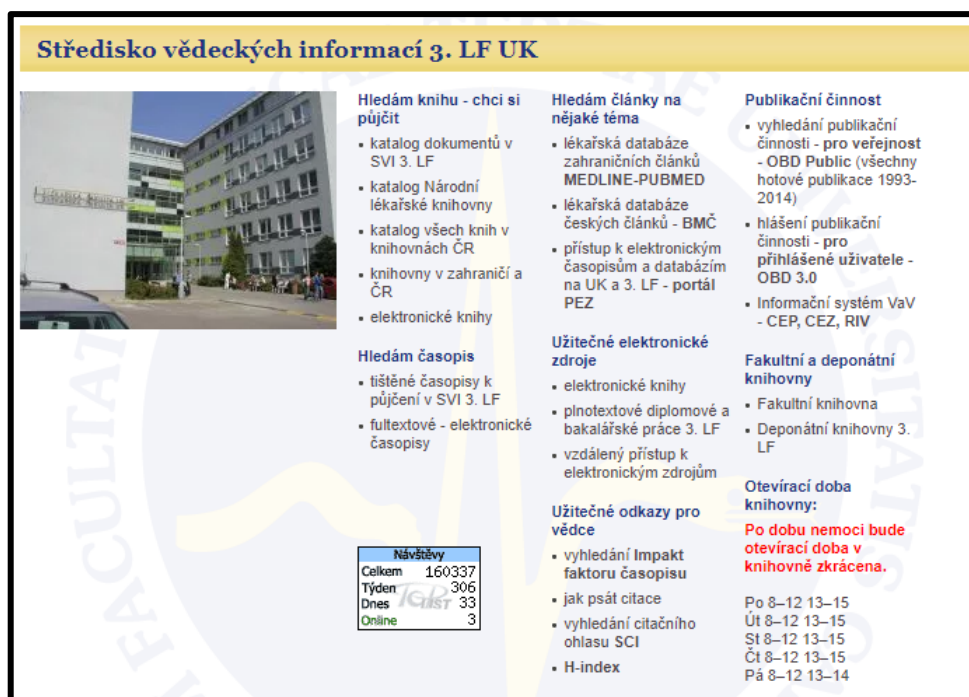 Středisko vědeckých informací 3. LF UK
Hledám knihu - chci si
půjčit
katalog dokumentů v
SVI 3. LF
katalog Národní
lékařské knihovny
katalog všech knih v
knihovnách ČR
knihovny v zahraničí a
ČR
elektronické knihy
Hledám časopis
tištěné časopisy k
půjčení v SVI 3. LF
fultextové - elektronické
časopisy
Návštěvy
Celkem 160337
Týden 306
Dnes 33
Online 3
TOPLIST
Hledám články na
nějaké téma
lékařská databáze
zahraničních článků
MEDLINE-PUBMED
lékařská databáze
českých článků - BMČ
přístup k elektronickým
časopisům a databázím
na UK a 3. LF - portál
PEZ
Užitečné elektronické
zdroje
elektronické knihy
plnotextové diplomové a
bakalářské práce 3. LF
vzdálený přístup k
elektronickým zdrojům
Užitečné odkazy pro
vědce
vyhledání Impakt
faktoru časopisu
jak psát citace
vyhledání citačního
ohlasu SCI
H-index
Publikační činnost
vyhledání publikační
činnosti - pro veřejnost
- OBD Public (všechny
hotové publikace 1993-
2014)
hlášení publikační
činnosti - pro
přihlášené uživatele -
OBD 3.0
Informační systém VaV
- CEP, CEZ, RIV
Fakultní a deponátní
knihovny
Fakultní knihovna
Deponátní knihovny 3.
LF
Otevírací doba
knihovny:
Po dobu nemoci bude
otevírací doba v
knihovně zkrácena.
Po 8–12 13–15
Út 8–12 13–15
St 8–12 13–15
Čt 8–12 13–15
Pá 8–12 13–14